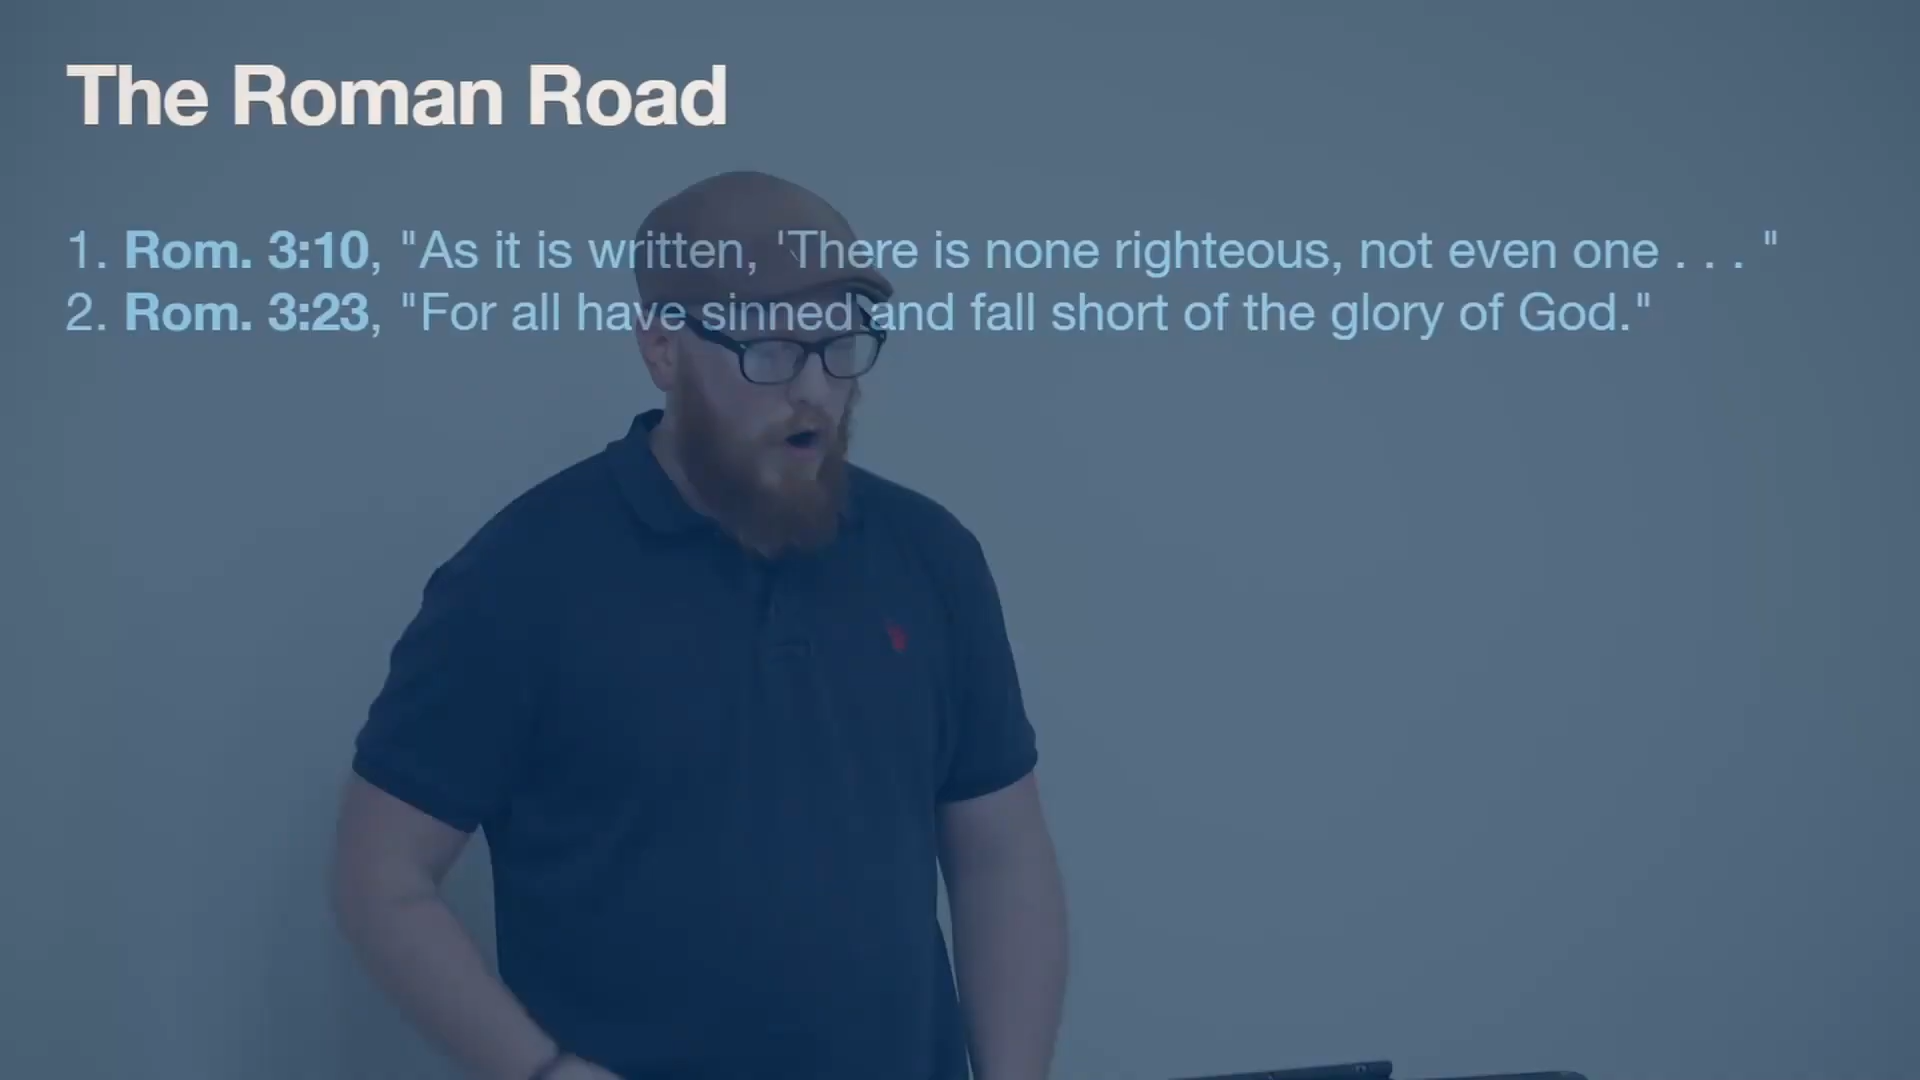 The Roman Road
1. Rom. 3:10, "As it is written, 'There is none righteous, not even one . . . "
2. Rom. 3:23, "For all have sinned and fall short of the glory of God."